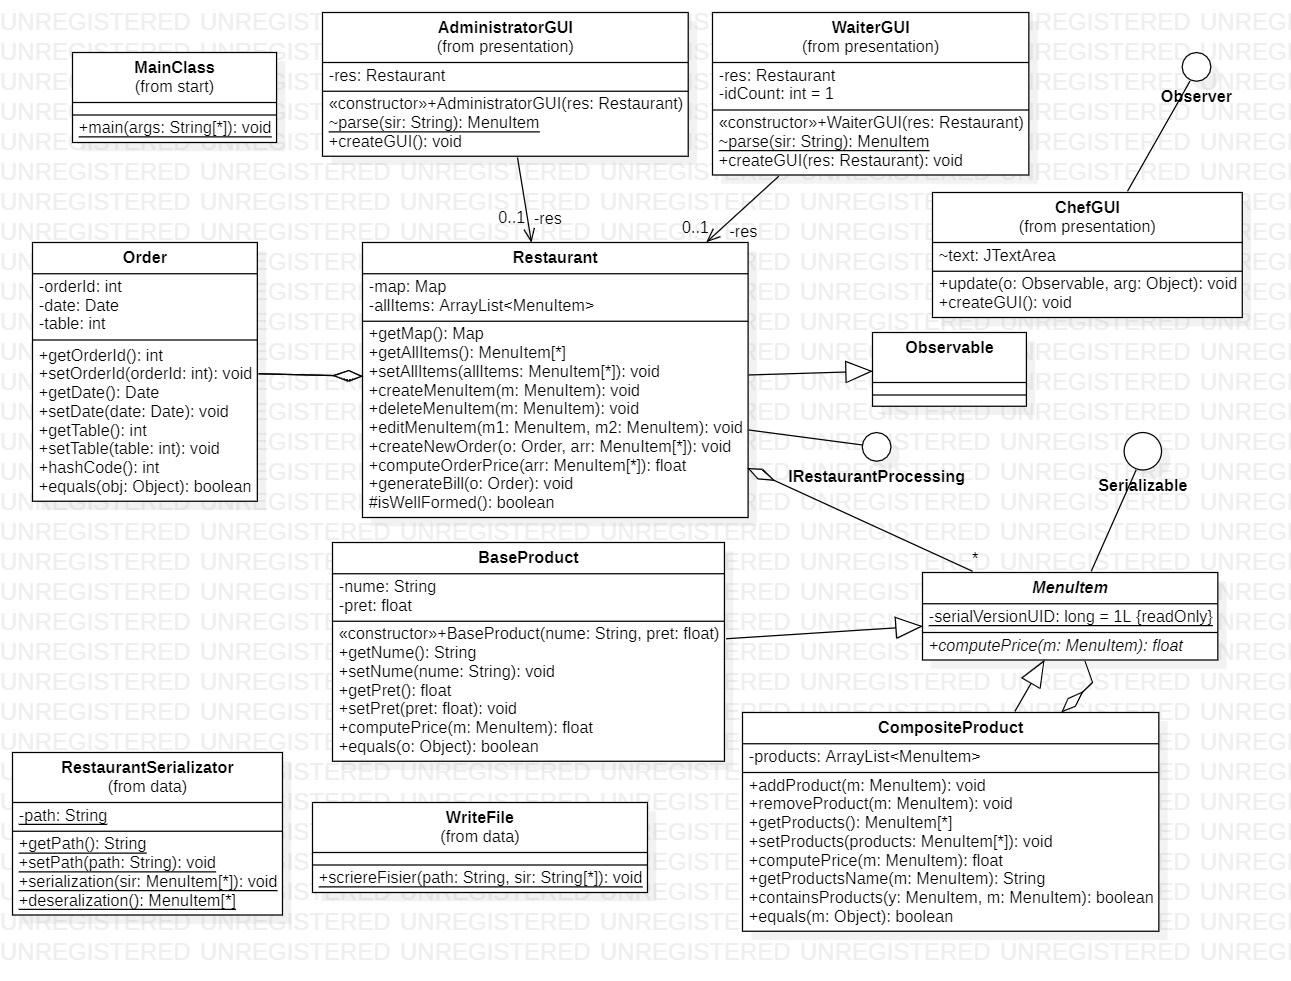 MainClass
(from start)
+main(args: String[*]): void
AdministratorGUI
(from presentation)
-res: Restaurant
«constructor»+AdministratorGUI(res: Restaurant)
~parse(sir: String): MenuItem
+createGUI(): void
WaiterGUI
(from presentation)
-res: Restaurant
-idCount: int = 1
«constructor»+WaiterGUI(res: Restaurant)
~parse(sir: String): MenuItem
+createGUI(res: Restaurant): void
Observer
ChefGUI
(from presentation)
~text: JTextArea
+update(o: Observable, arg: Object): void
+createGUI(): void
0..1
-res
0..1
-res
Order
-orderId: int
-date: Date
-table: int
+getOrderId(): int
+setOrderId(orderId: int): void
+getDate(): Date
+setDate(date: Date): void
+getTable(): int
+setTable(table: int): void
+hashCode(): int
+equals(obj: Object): boolean
Restaurant
-map: Map
-allItems: ArrayList<MenuItem>
+getMap(): Map
+getAllItems(): MenuItem[*]
+setAllItems(allItems: MenuItem[*]): void
+createMenuItem(m: MenuItem): void
+deleteMenuItem(m: MenuItem): void
+editMenuItem(m1: MenuItem, m2: MenuItem): void
+createNewOrder(o: Order, arr: MenuItem[*]): void
+computeOrderPrice(arr: MenuItem[*]): float
+generateBill(o: Order): void
#isWellFormed(): boolean
Observable
IRestaurantProcessing
Serializable
*
BaseProduct
-nume: String
-pret: float
«constructor»+BaseProduct(nume: String, pret: float)
+getNume(): String
+setNume(nume: String): void
+getPret(): float
+setPret(pret: float): void
+computePrice(m: MenuItem): float
+equals(o: Object): boolean
MenuItem
-serialVersionUID: long = 1L {readOnly}
+computePrice(m: MenuItem): float
CompositeProduct
-products: ArrayList<MenuItem>
+addProduct(m: MenuItem): void
+removeProduct(m: MenuItem): void
+getProducts(): MenuItem[*]
+setProducts(products: MenuItem[*]): void
+computePrice(m: MenuItem): float
+getProductsName(m: MenuItem): String
+containsProducts(y: MenuItem, m: MenuItem): boolean
+equals(m: Object): boolean
RestaurantSerializator
(from data)
-path: String
+getPath(): String
+setPath(path: String): void
+serialization(sir: MenuItem[*]): void
+deseralization(): MenuItem[*]
WriteFile
(from data)
+scriereFisier(path: String, sir: String[*]): void